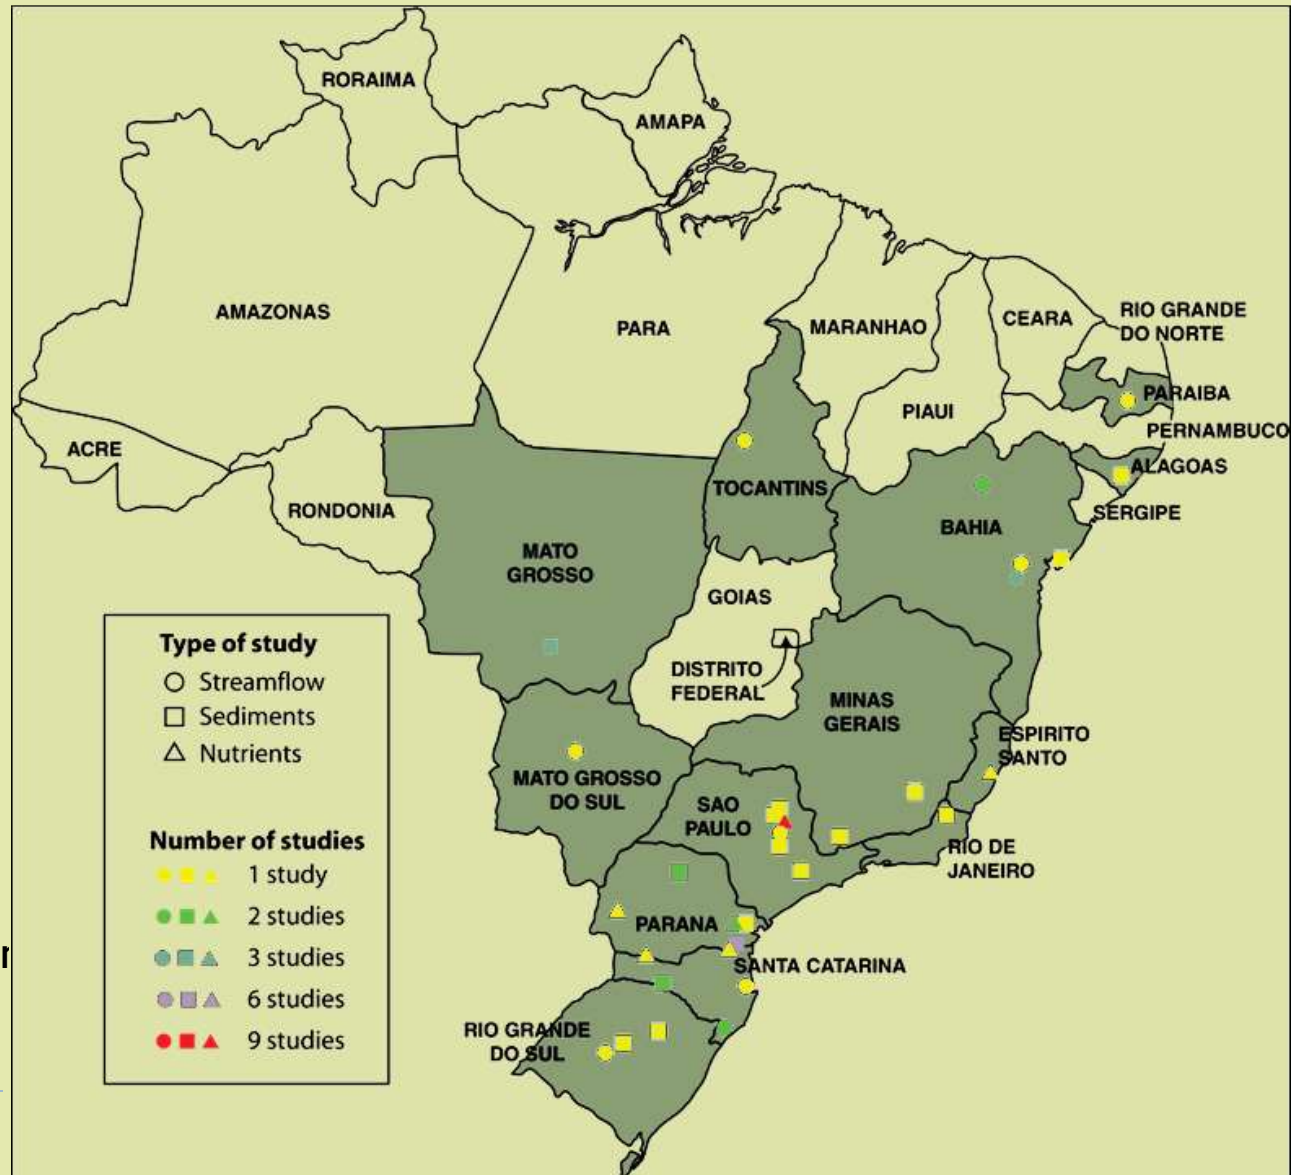 RORAIMA
AMAPA
AMAZONAS
PARA
MARANHAO
CEARA
RIO GRANDE
DO NORTE
PARAIBA
PIAUI
PERNAMBUCO
ACRE
ALAGOAS
TOCANTINS
RONDONIA
SERGIPE
BAHIA
MATO
GROSSO
GOIAS
DISTRITO
FEDERAL
MINAS
GERAIS
ESPIRITO
SANTO
MATO GROSSO
DO SUL
SAO
PAULO
RIO DE
JANEIRO
PARANA
SANTA CATARINA
RIO GRANDE
DO SUL
Type of study
Streamflow
Sediments
Nutrients
Number of studies
1 study
2 studies
3 studies
6 studies
9 studies